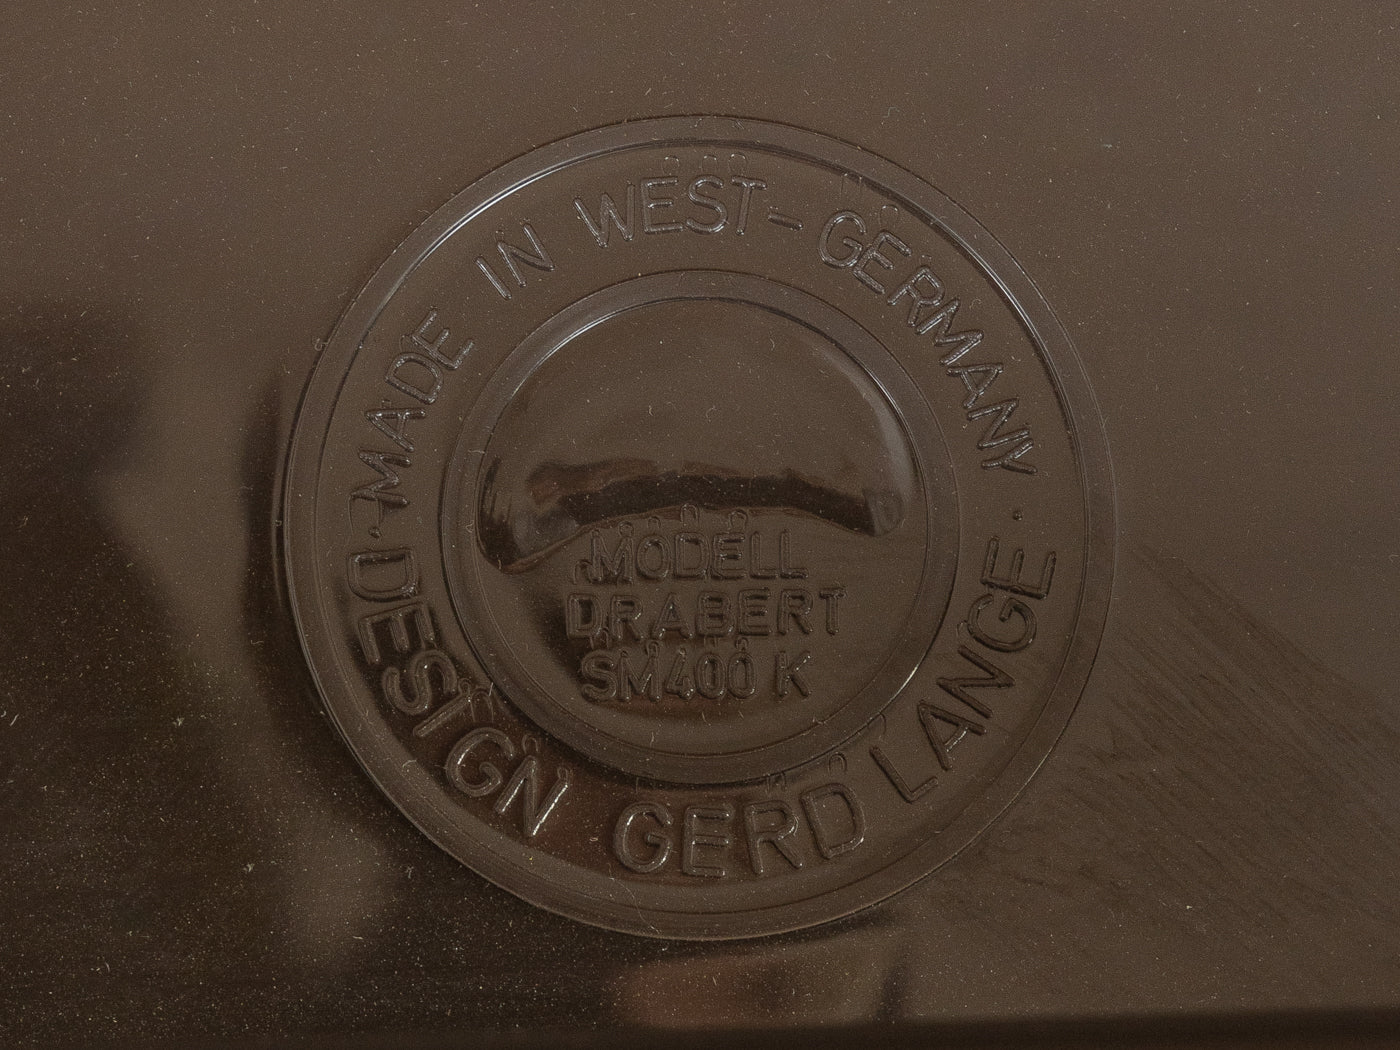 · MADE IN WEST-GERMANY ·
DESIGN GERD LANGE
MODELL
DRABERT
SM400 K